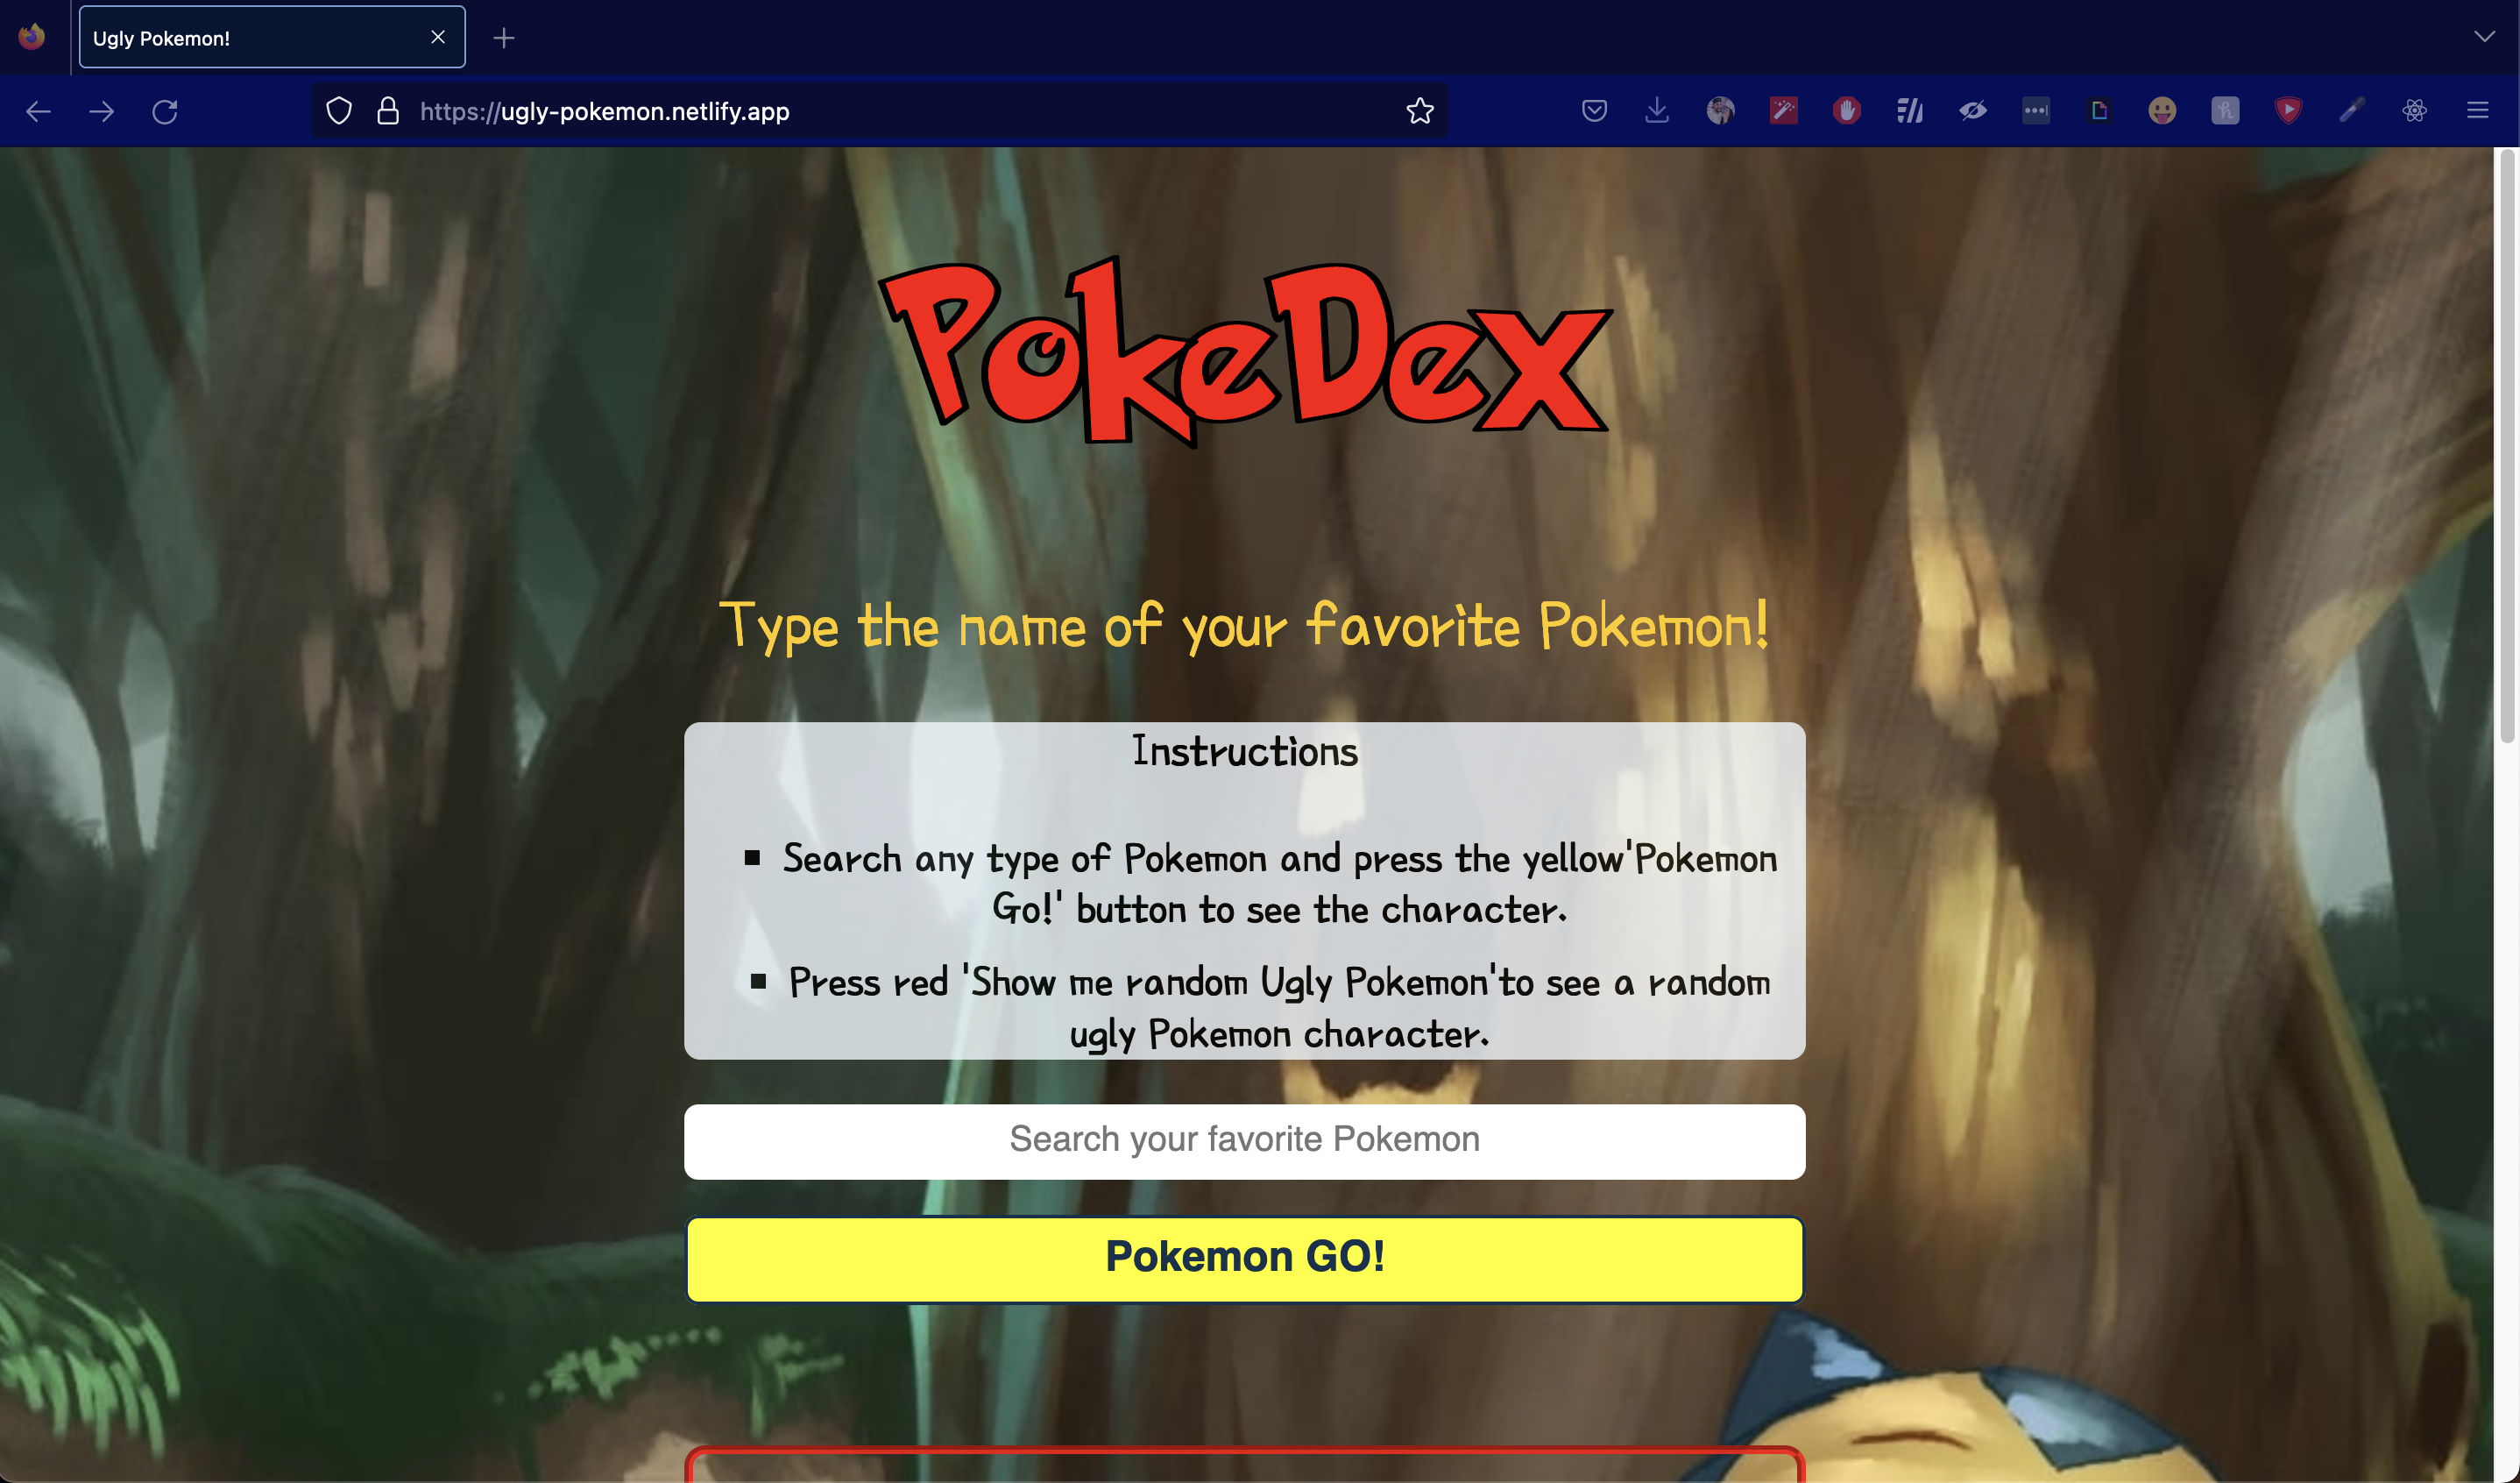 Ugly Pokemon!
https://ugly-pokemon.netlify.app
PokeDex
Type the name of your favorite Pokemon!
Instructions
▪ Search any type of Pokemon and press the yellow'Pokemon
Go!' button to see the character.
▪ Press red 'Show me random Ugly Pokemon'to see a random
ugly Pokemon character.
Search your favorite Pokemon
Pokemon GO!